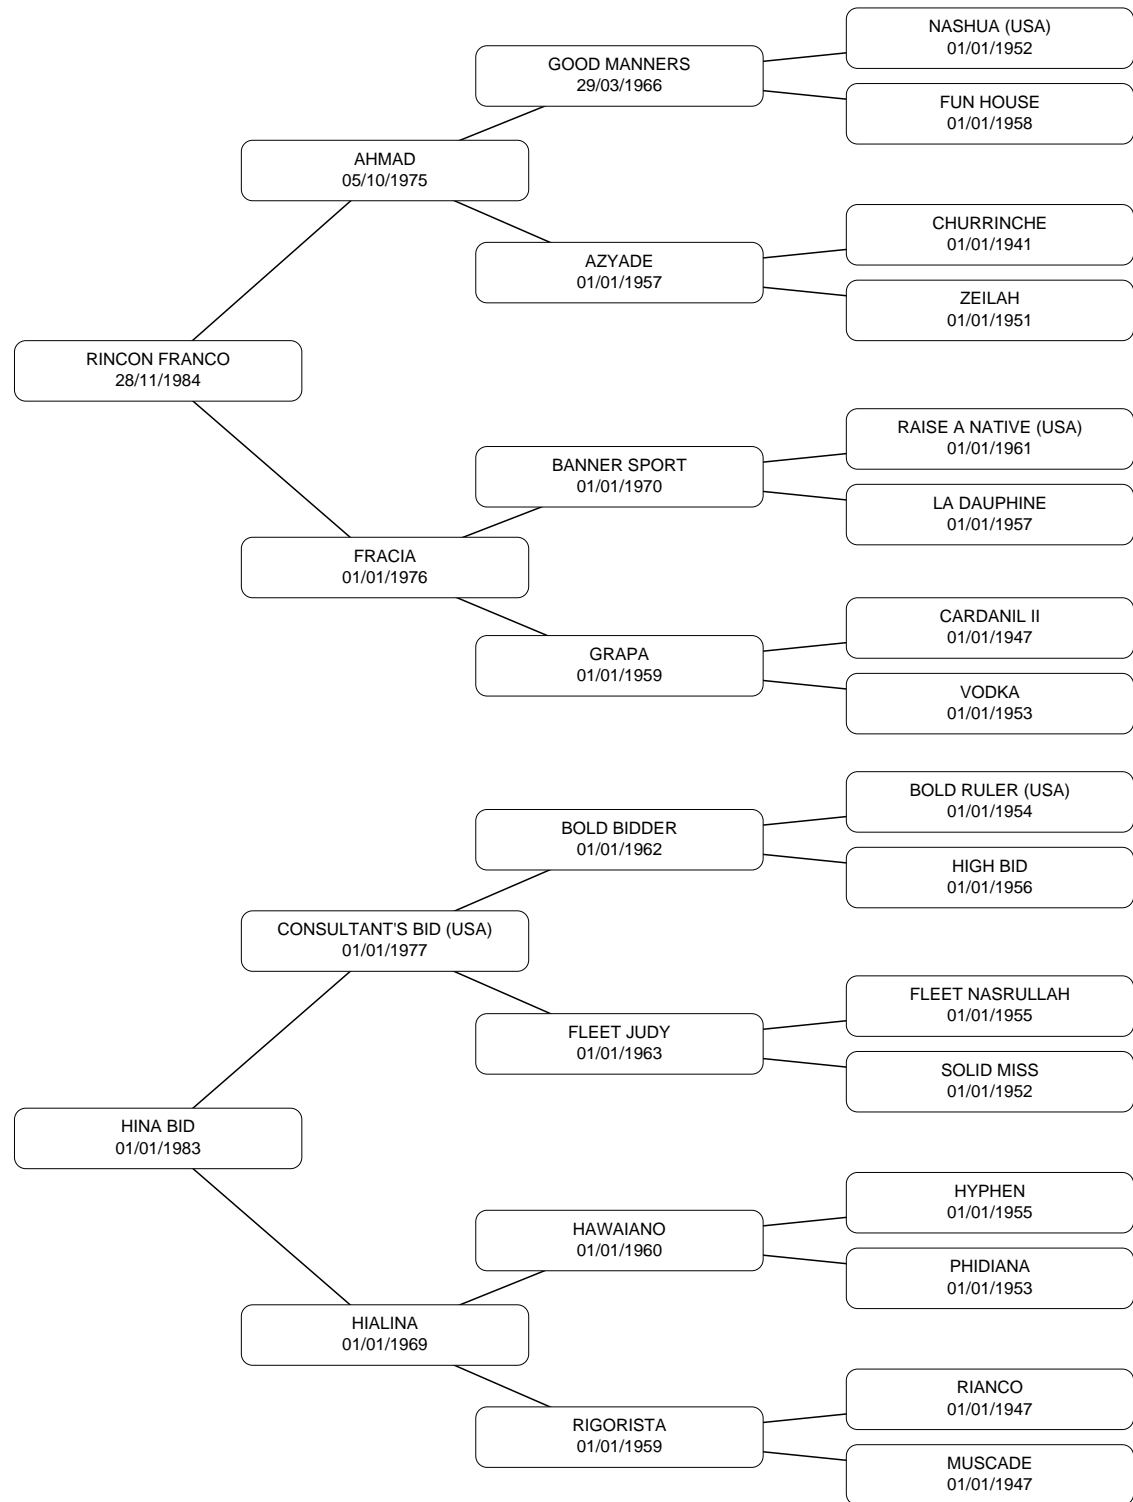 NASHUA (USA)
01/01/1952
GOOD MANNERS
29/03/1966
FUN HOUSE
01/01/1958
AHMAD
05/10/1975
CHURRINCHE
01/01/1941
AZYADE
01/01/1957
ZEILAH
01/01/1951
RINCON FRANCO
28/11/1984
RAISE A NATIVE (USA)
01/01/1961
BANNER SPORT
01/01/1970
LA DAUPHINE
01/01/1957
FRACIA
01/01/1976
CARDANIL II
01/01/1947
GRAPA
01/01/1959
VODKA
01/01/1953
BOLD RULER (USA)
01/01/1954
BOLD BIDDER
01/01/1962
HIGH BID
01/01/1956
CONSULTANT'S BID (USA)
01/01/1977
FLEET NASRULLAH
01/01/1955
FLEET JUDY
01/01/1963
SOLID MISS
01/01/1952
HINA BID
01/01/1983
HYPHEN
01/01/1955
HAWAIANO
01/01/1960
PHIDIANA
01/01/1953
HIALINA
01/01/1969
RIANCO
01/01/1947
RIGORISTA
01/01/1959
MUSCADE
01/01/1947